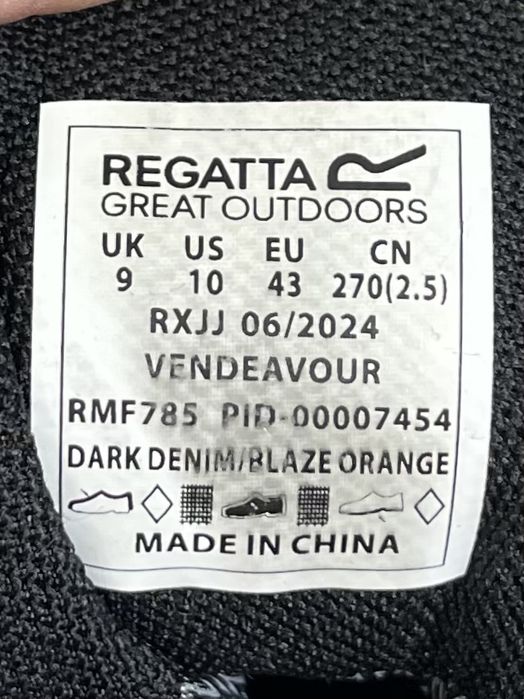 REGATTA
GREAT OUTDOORS
UK US EU CN
9 10 43 270(2.5)
RXJJ 06/2024
VENDEAVOUR
RMF785 PID-00007454
DARK DENIM/BLAZE ORANGE
MADE IN CHINA